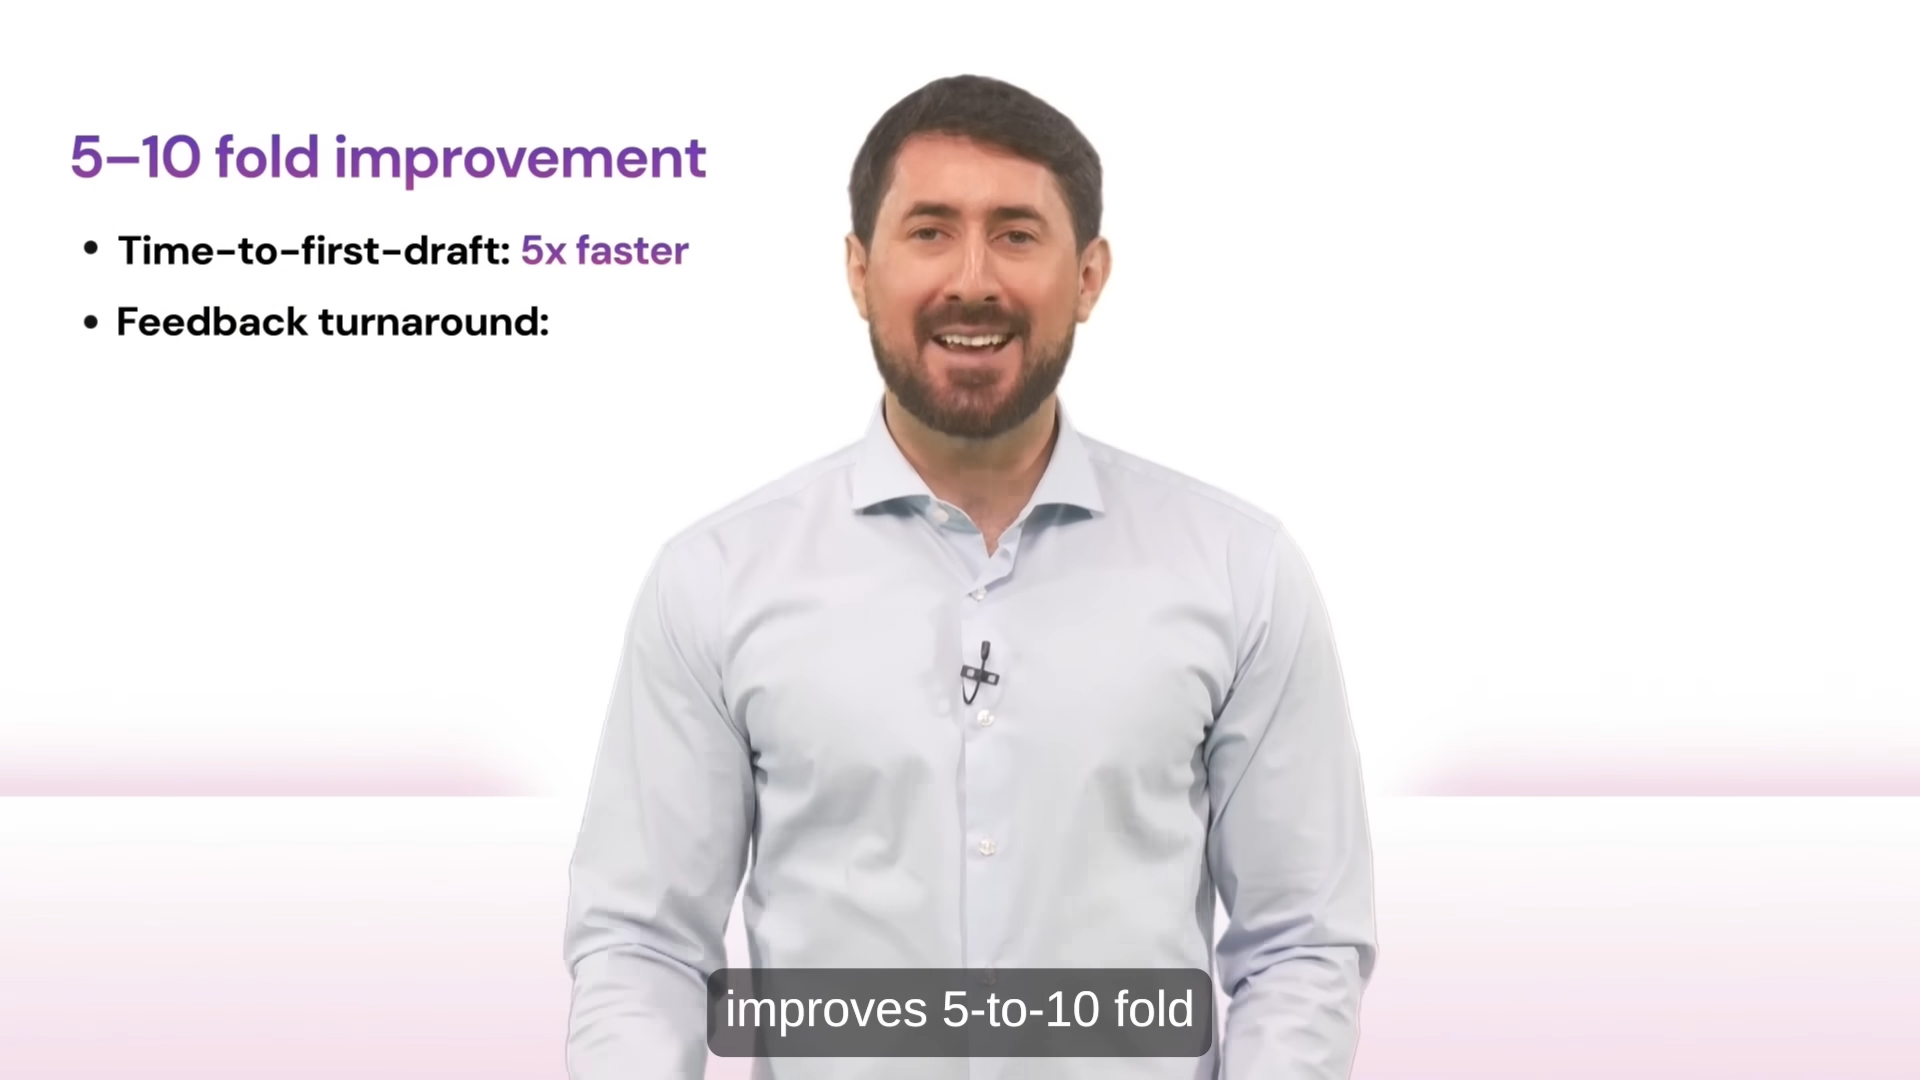 5–10 fold improvement
• Time-to-first-draft: 5x faster
• Feedback turnaround:
improves 5-to-10 fold